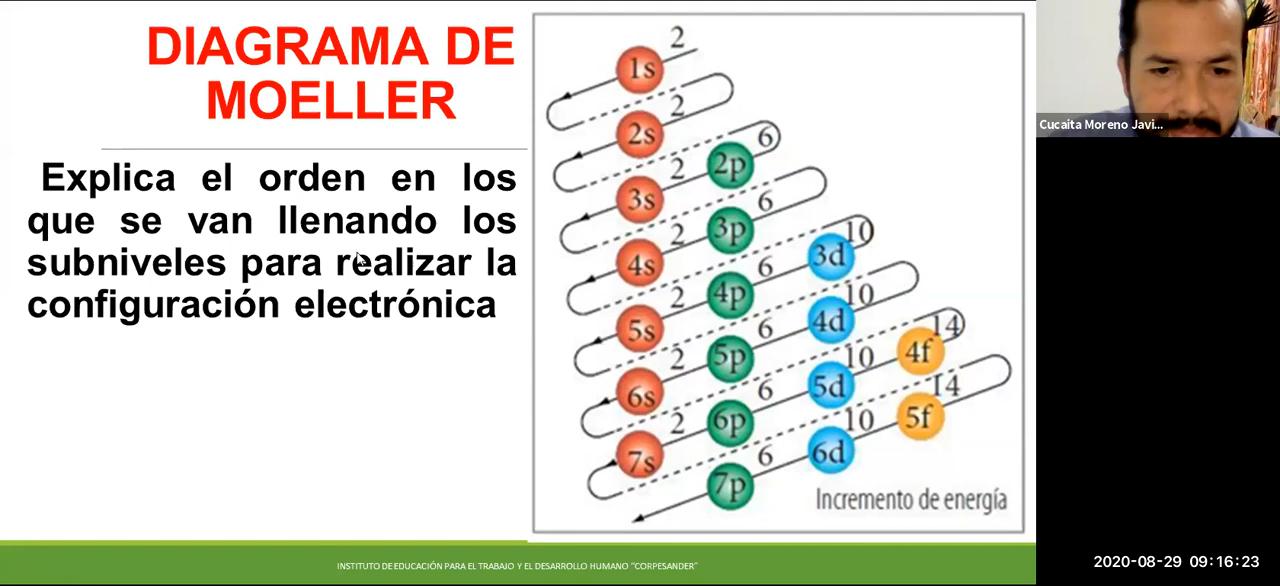 DIAGRAMA DE
MOELLER
Explica el orden en los
que se van llenando los
subniveles para realizar la
configuración electrónica
2
1s
2
2s
6
2 2p
3s
6
2 3p
10
4s 3d
6
2 4p
10
5s 4d
6 14
2 5p
10 4f
6s 5d
6 14
2 6p
10 5f
7s 6d
6
7p
Incremento de energía
INSTITUTO DE EDUCACIÓN PARA EL TRABAJO Y EL DESARROLLO HUMANO "CORPESANDER"
Cucaita Moreno Javi...
2020-08-29 09:16:23